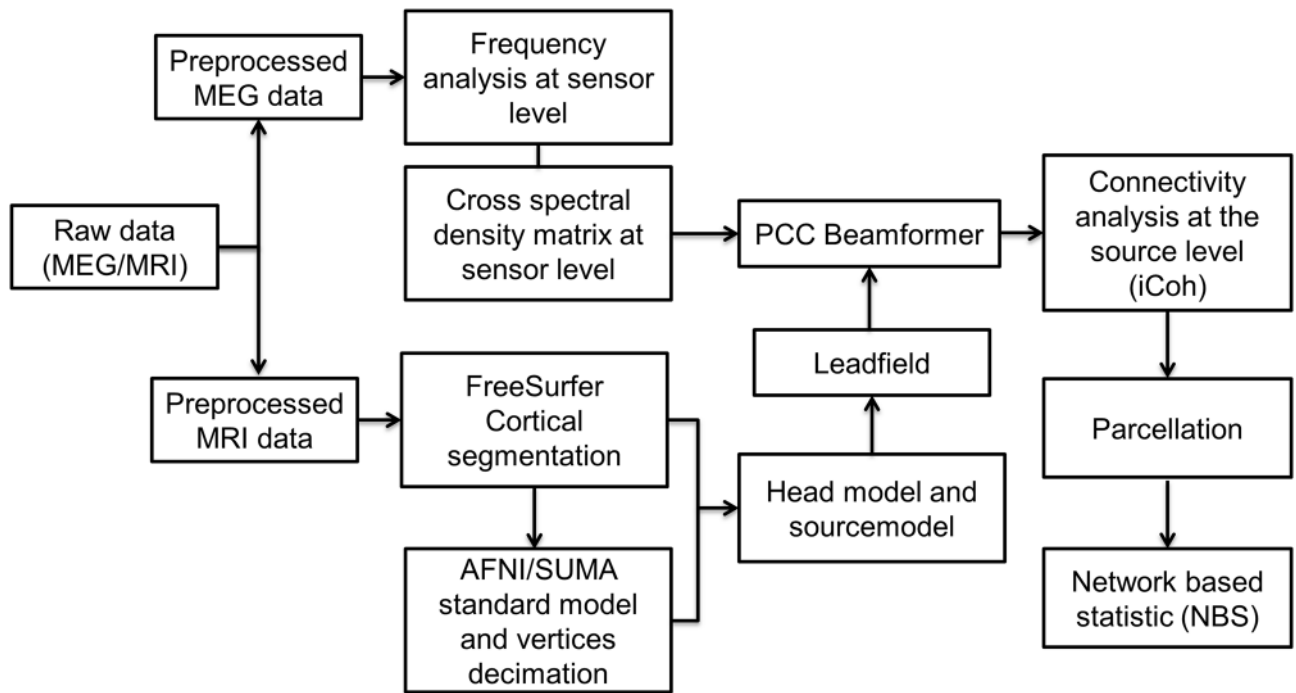 Raw data
(MEG/MRI)
Preprocessed
MEG data
Frequency
analysis at sensor
level
Cross spectral
density matrix at
sensor level
Preprocessed
MRI data
FreeSurfer
Cortical
segmentation
AFNI/SUMA
standard model
and vertices
decimation
Head model and
sourcemodel
Leadfield
PCC Beamformer
Connectivity
analysis at the
source level
(iCoh)
Parcellation
Network based
statistic (NBS)